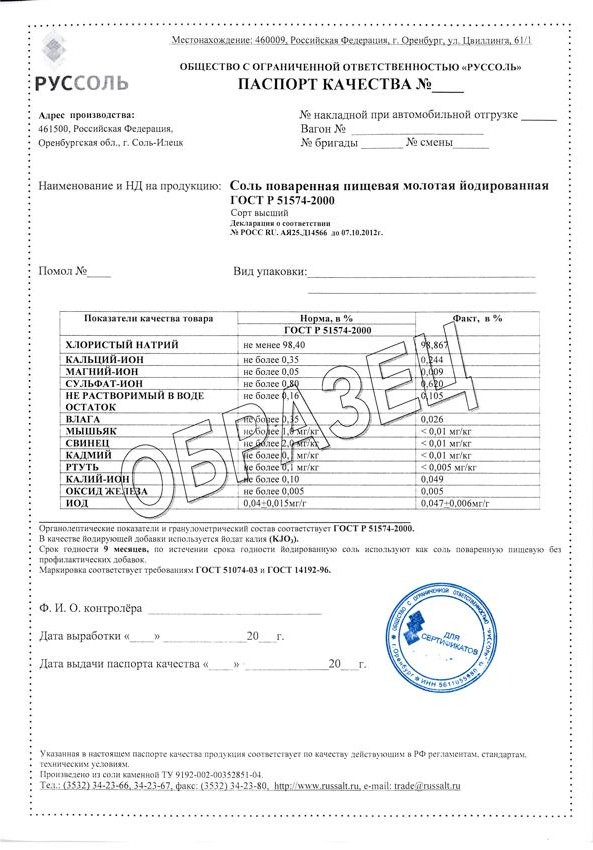 Местонахождение: 460009, Российская Федерация, г. Оренбург, ул. Цвиллинга, 61/1
РУССОЛЬ
ОБЩЕСТВО С ОГРАНИЧЕННОЙ ОТВЕТСТВЕННОСТЬЮ «РУССОЛЬ»
ПАСПОРТ КАЧЕСТВА №____
Адрес производства:
461500, Российская Федерация,
Оренбургская обл., г. Соль-Илецк
№ накладной при автомобильной отгрузке _____
Вагон № ____________________
№ бригады ______ № смены_____
Наименование и НД на продукцию: Соль поваренная пищевая молотая йодированная
ГОСТ Р 51574-2000
Сорт высший
Декларация о соответствии
№ РОСС RU. АЯ25.Д14566 до 07.10.2012г.
Помол №____ Вид упаковки:______________________________
Показатели качества товара Норма, в % Факт, в %
ГОСТ Р 51574-2000
ХЛОРИСТЫЙ НАТРИЙ не менее 98,40 98,867
КАЛЬЦИЙ-ИОН не более 0,35 0,244
МАГНИЙ-ИОН не более 0,05 0,009
СУЛЬФАТ-ИОН не более 0,80 0,620
НЕ РАСТВОРИМЫЙ В ВОДЕ не более 0,16 0,105
ОСТАТОК
ВЛАГА не более 0,35 0,026
МЫШЬЯК не более 1,0 мг/кг < 0,01 мг/кг
СВИНЕЦ не более 2,0 мг/кг < 0,01 мг/кг
КАДМИЙ не более 0,1 мг/кг < 0,01 мг/кг
РТУТЬ не более 0,1 мг/кг < 0,005 мг/кг
КАЛИЙ-ИОН не более 0,10 0,049
ОКСИД ЖЕЛЕЗА не более 0,005 0,005
ИОД 0,04±0,015мг/г 0,047±0,006мг/г
ОБРАЗЕЦ
Органолептические показатели и гранулометрический состав соответствует ГОСТ Р 51574-2000.
В качестве йодирующей добавки используется йодат калия (KJO₃).
Срок годности 9 месяцев, по истечении срока годности йодированную соль используют как соль поваренную пищевую без
профилактических добавок.
Маркировка соответствует требованиям ГОСТ 51074-03 и ГОСТ 14192-96.
Ф. И. О. контролёра ____________________
Дата выработки «____» ______________20___г.
Дата выдачи паспорта качества «____» ______________20___г.
ОБЩЕСТВО С ОГРАНИЧЕННОЙ ОТВЕТСТВЕННОСТЬЮ
г. Оренбург
ДЛЯ
СЕРТИФИКАТОВ
Указанная в настоящем паспорте качества продукция соответствует по качеству действующим в РФ регламентам, стандартам,
техническим условиям.
Произведено из соли каменной ТУ 9192-002-00352851-04.
Тел.: (3532) 34-23-66, 34-23-67, факс: (3532) 34-23-80, http://www.russalt.ru, e-mail: trade@russalt.ru